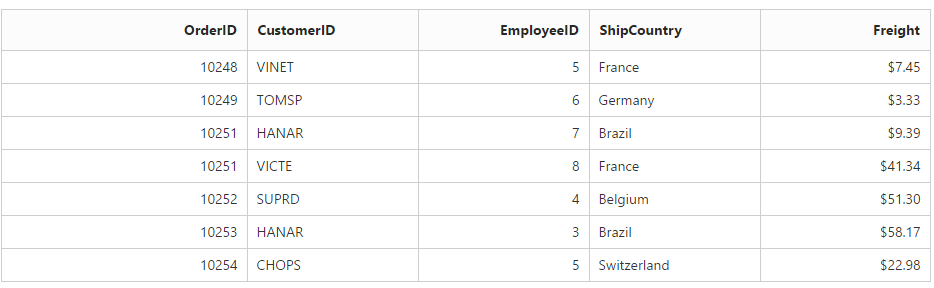 OrderID CustomerID EmployeeID ShipCountry Freight
10248 VINET 5 France $7.45
10249 TOMSP 6 Germany $3.33
10251 HANAR 7 Brazil $9.39
10251 VICTE 8 France $41.34
10252 SUPRD 4 Belgium $51.30
10253 HANAR 3 Brazil $58.17
10254 CHOPS 5 Switzerland $22.98